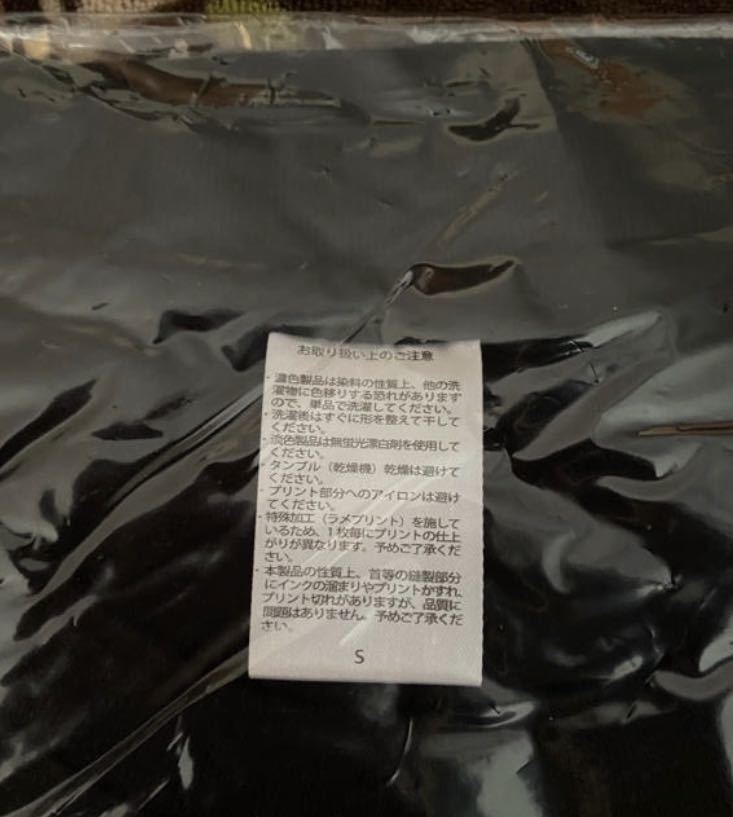 お取り扱い上のご注意
・濃色製品は染料の性質上、他の洗
濯物に色移りする恐れがあります
ので、単品で洗濯してください。
・洗濯後はすぐに形を整えて干して
ください。
・淡色製品は無蛍光漂白剤を使用して
ください。
・タンブル（乾燥機）乾燥は避けて
ください。
・プリント部分へのアイロンは避け
てください。
・特殊加工（ラメプリント）を施して
いるため、1枚毎にプリントの仕上
がりが異なります。予めご了承くだ
さい。
・本製品の性質上、首等の縫製部分
にインクの溜まりやプリントかすれ、
プリント切れがありますが、品質に
問題はありません。予めご了承くだ
さい。
S